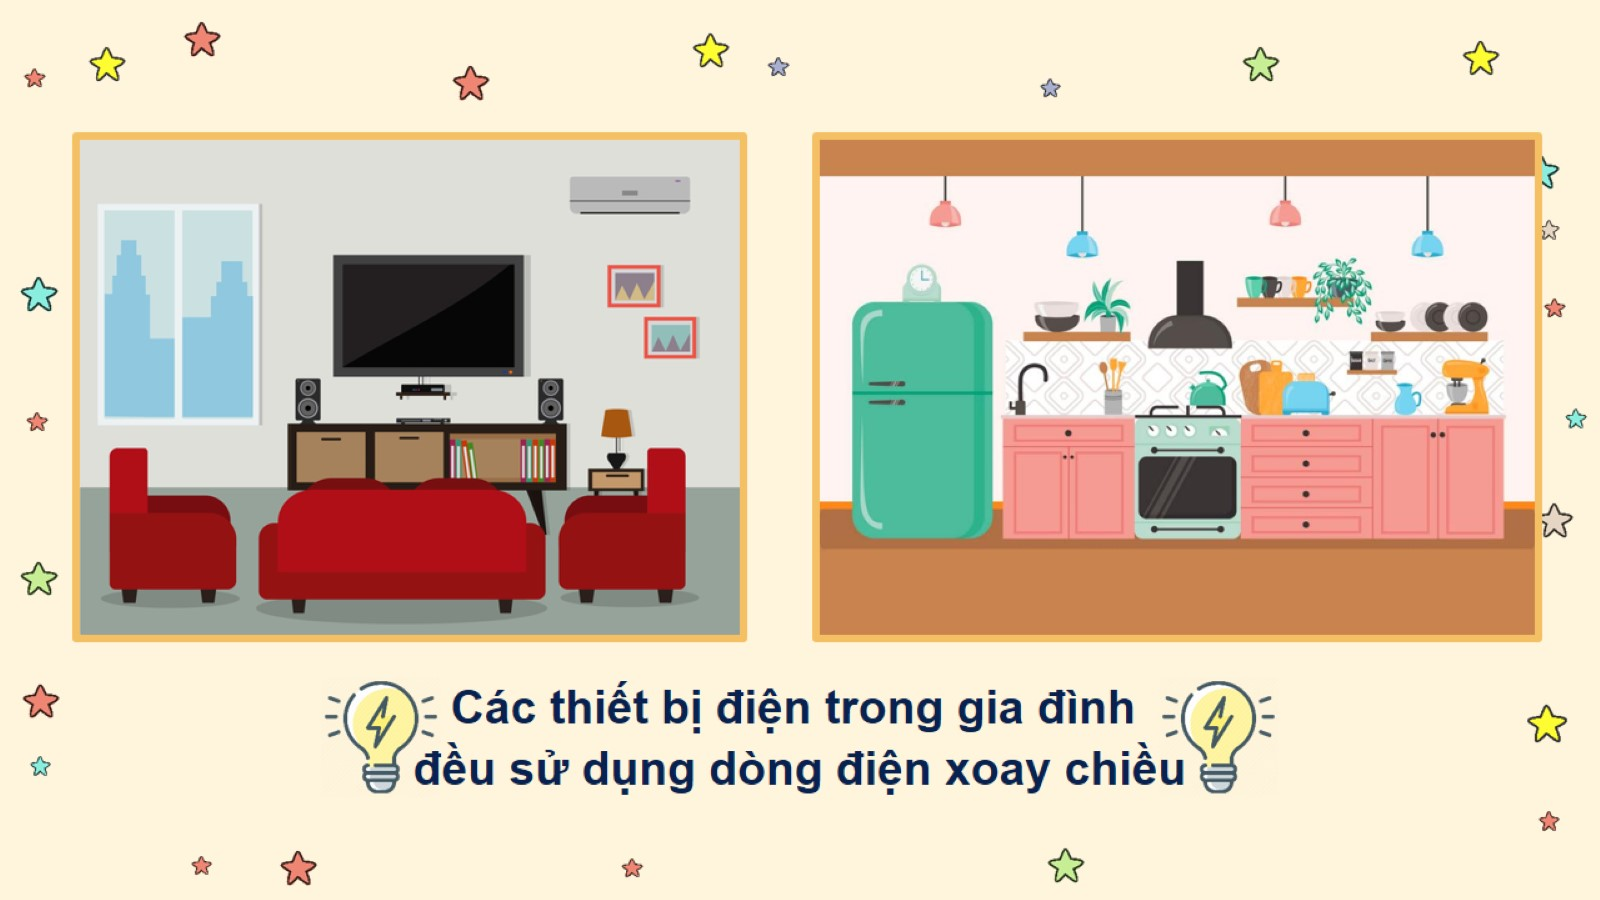 Các thiết bị điện trong gia đình
đều sử dụng dòng điện xoay chiều